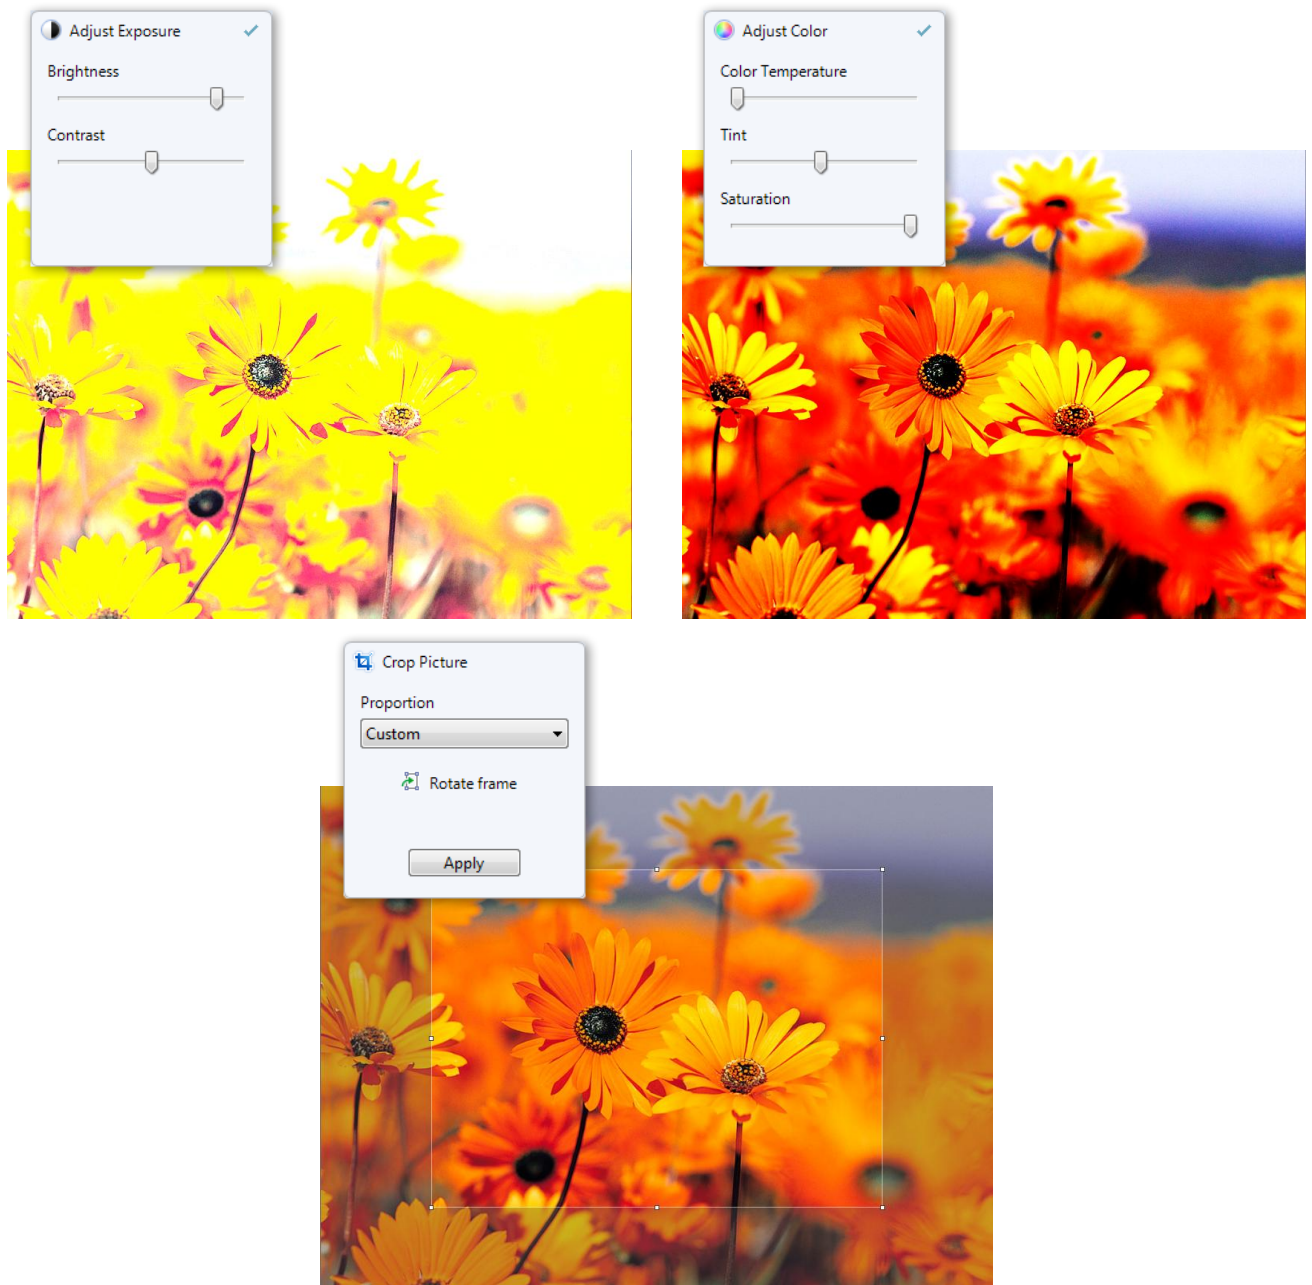 Adjust Exposure
Brightness
Contrast
Adjust Color
Color Temperature
Tint
Saturation
Crop Picture
Proportion
Custom
Rotate frame
Apply